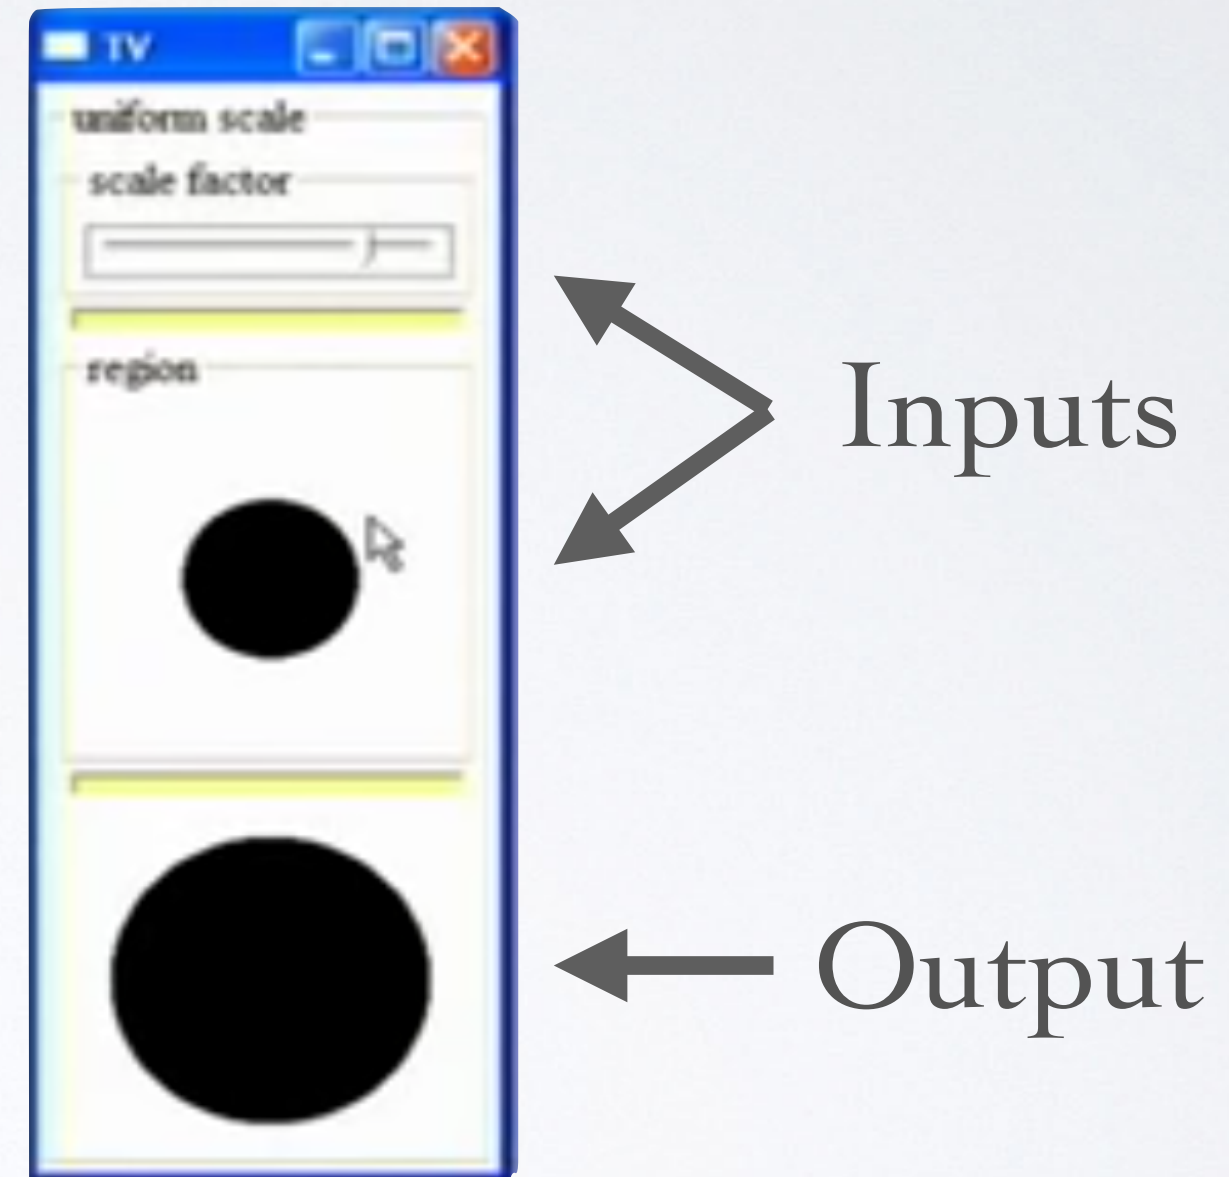 TV
uniform scale
scale factor
region
Inputs
Output